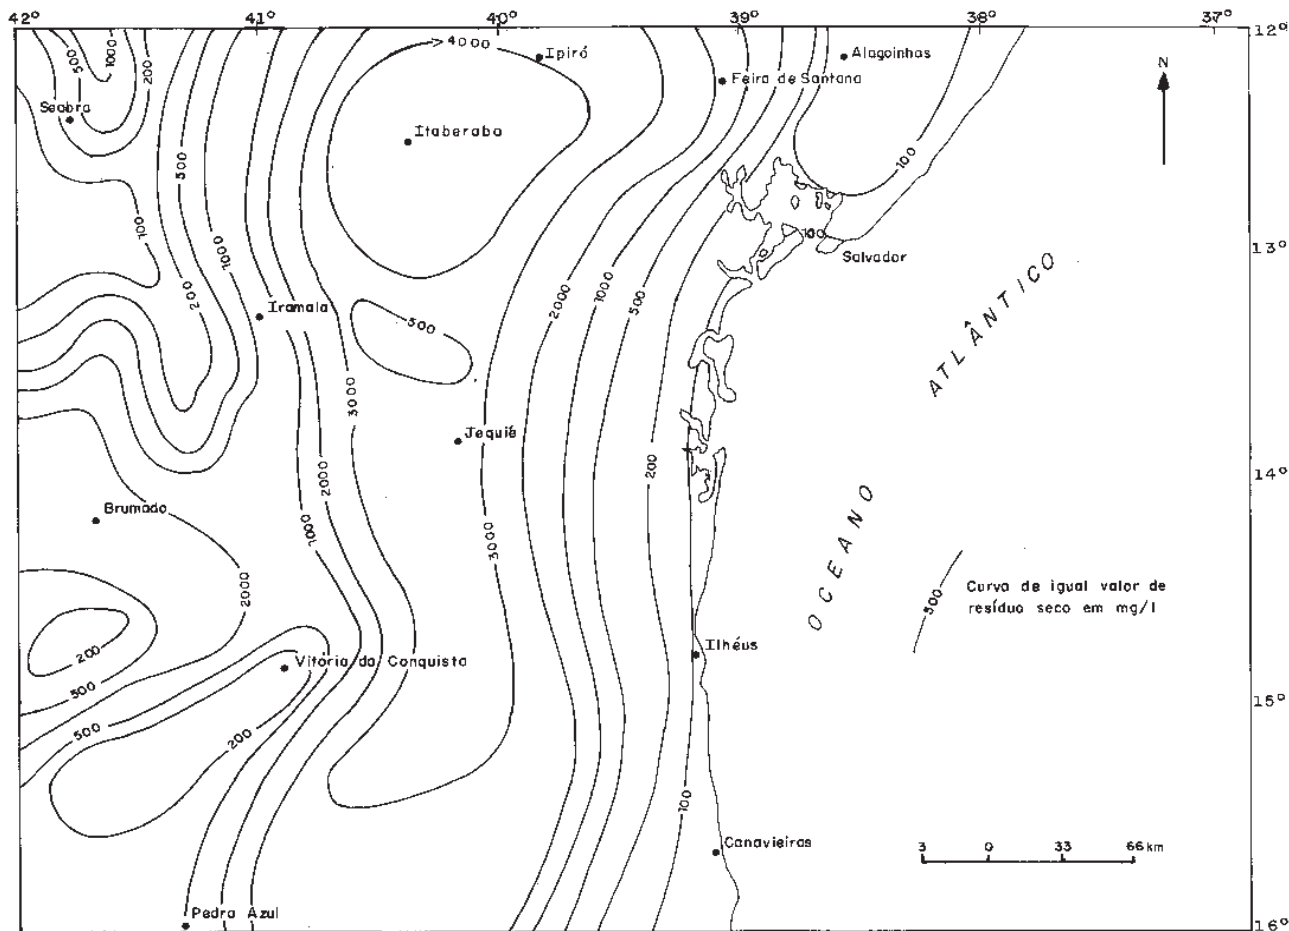 42° 41° 40° 39° 38° 37°
12°
>4000
Ipiró
Alagoinhas
N
500
1000
200
Feira de Santana
Seabra
Itaberaba
500
100
100
1000
100
10
Salvador
13°
200
Iramala
500
2000
1000
500
ATLÂNTICO
3000
Jequié
200
14°
2000
Brumado
1000
3000
OCEANO
2000
500
Curva de igual valor de
resíduo seco em mg/l
200
Vitória da Conquista
Ilhéus
500
15°
500
200
100
Canavieiras
3 0 33 66 km
Pedra Azul
16°